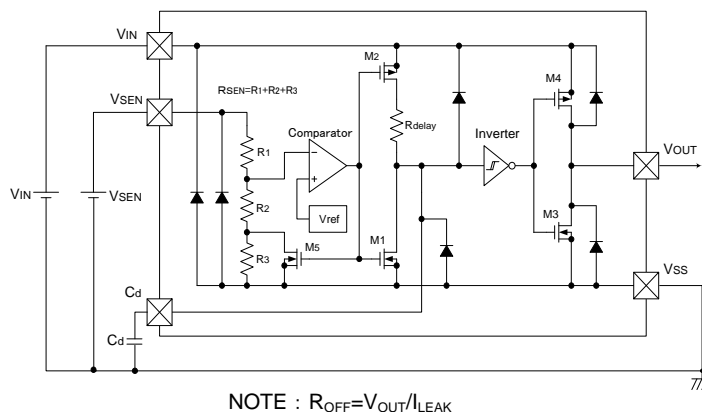 VIN
M2
M4
RSEN=R1+R2+R3
VSEN
Comparator
Rdelay
Inverter
R1
VOUT
−
+
VIN
VSEN
R2
Vref
M3
M5
M1
R3
Cd
VSS
Cd
NOTE : ROFF=VOUT/ILEAK